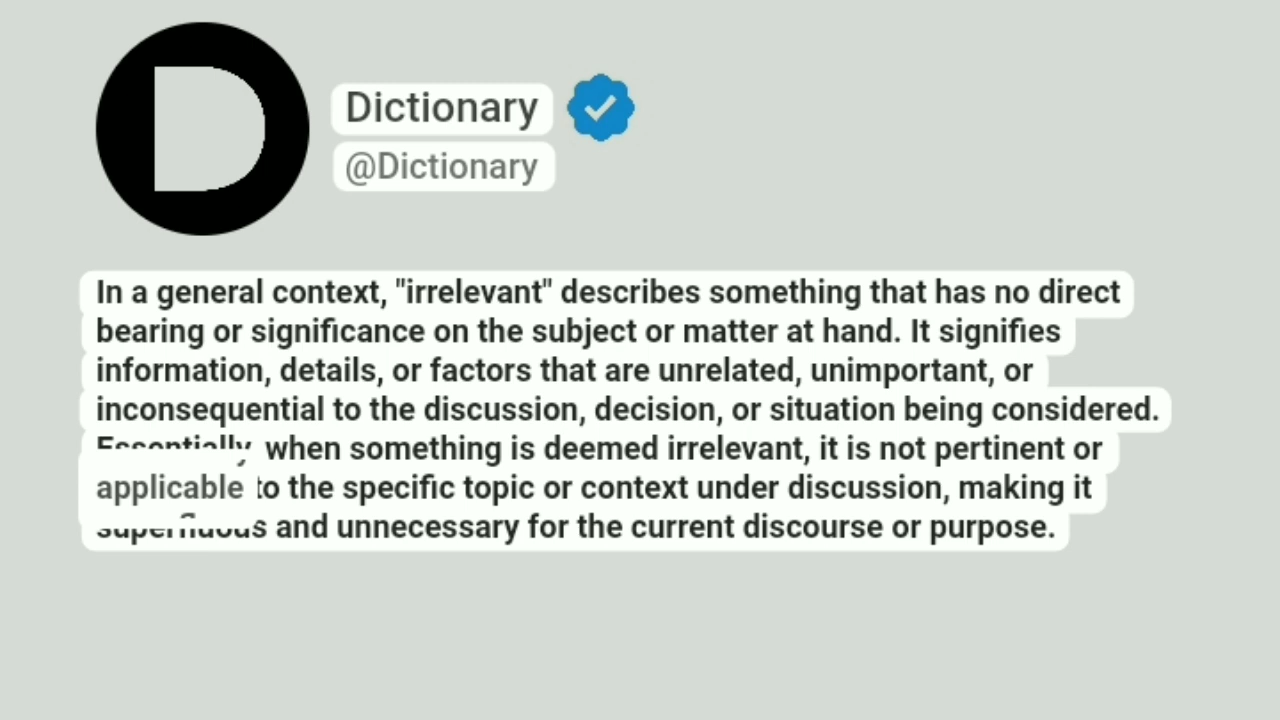 D
Dictionary
@Dictionary
In a general context, "irrelevant" describes something that has no direct
bearing or significance on the subject or matter at hand. It signifies
information, details, or factors that are unrelated, unimportant, or
inconsequential to the discussion, decision, or situation being considered.
Essentially, when something is deemed irrelevant, it is not pertinent or
applicable to the specific topic or context under discussion, making it
superfluous and unnecessary for the current discourse or purpose.